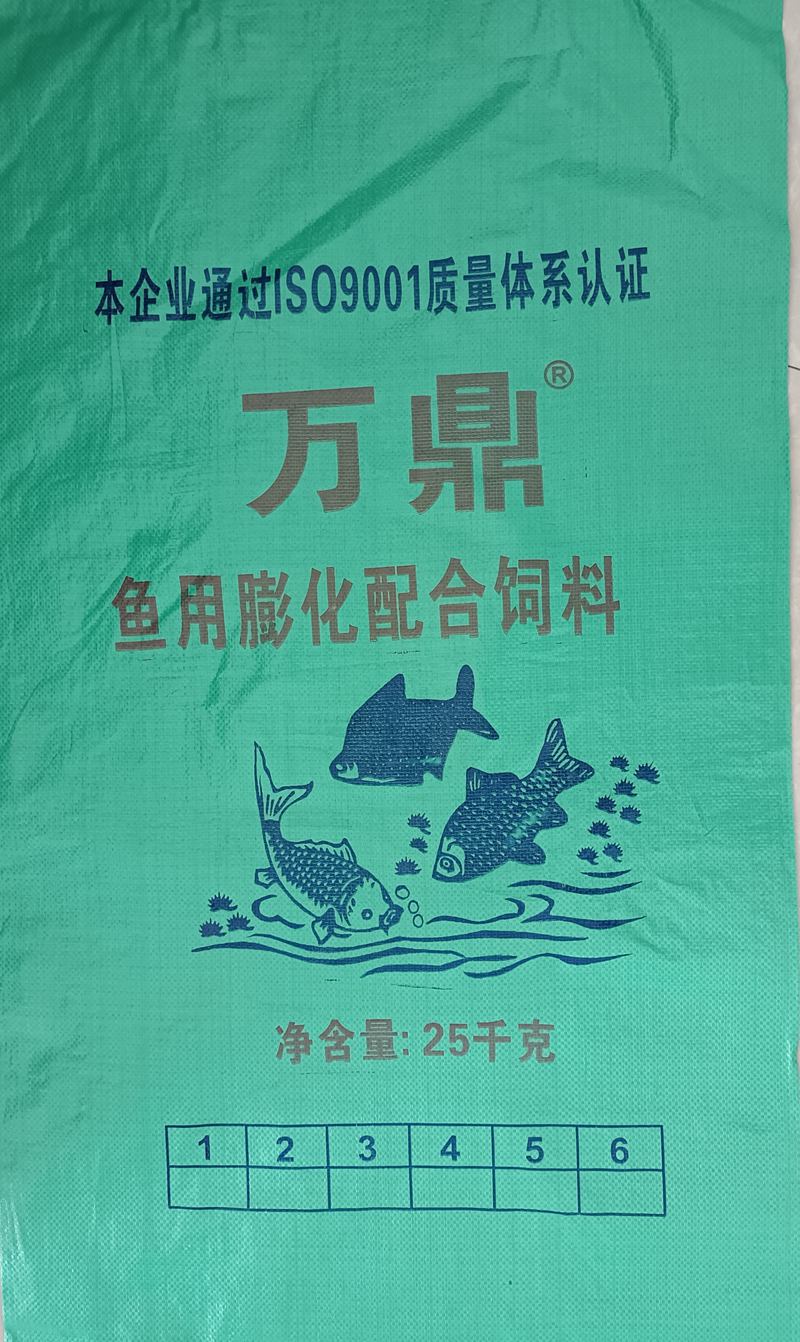 本企业通过ISO9001质量体系认证
万鼎®
鱼用膨化配合饲料
净含量:25千克
1 2 3 4 5 6